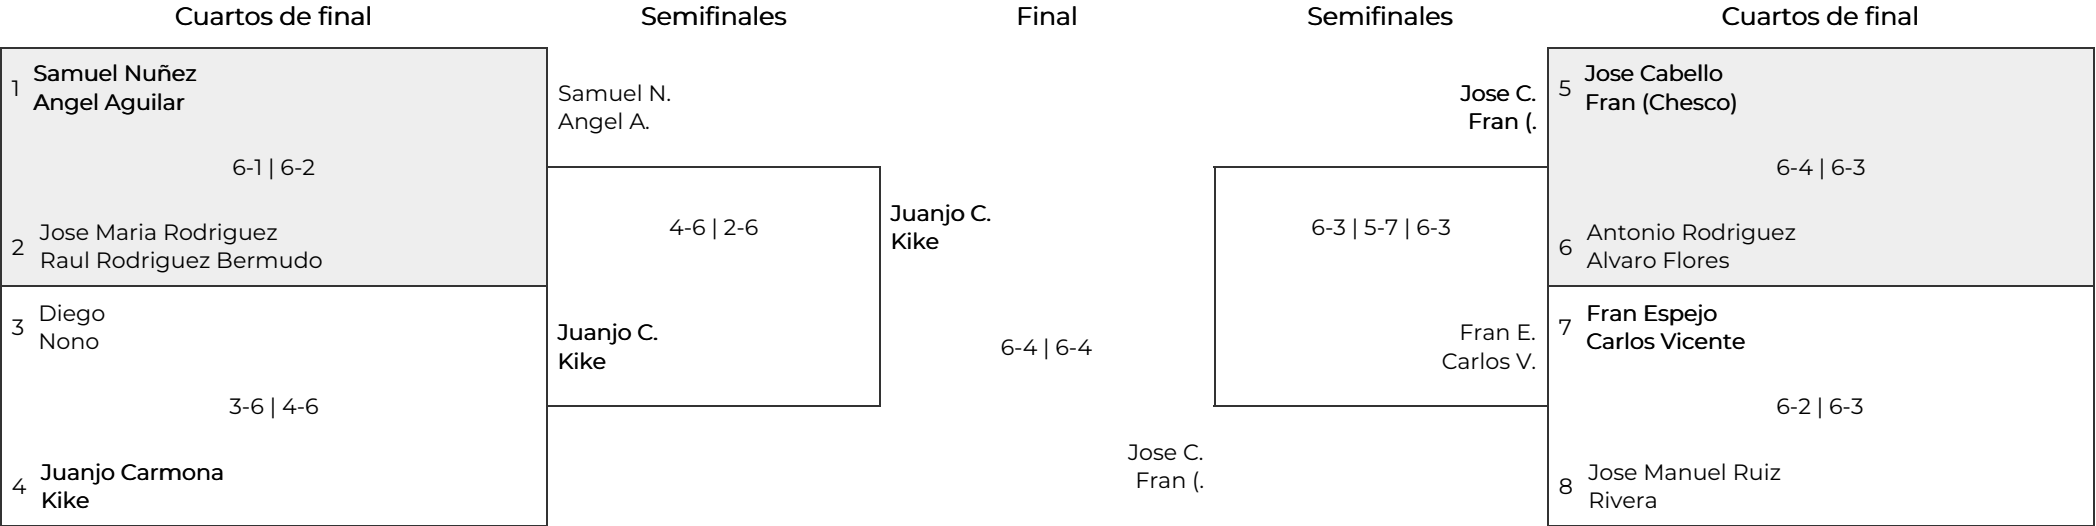 Cuartos de final
Semifinales
Final
Semifinales
Cuartos de final
1
Samuel Nuñez
Angel Aguilar
6-1 | 6-2
2
Jose Maria Rodriguez
Raul Rodriguez Bermudo
3
Diego
Nono
3-6 | 4-6
4
Juanjo Carmona
Kike
Samuel N.
Angel A.
4-6 | 2-6
Juanjo C.
Kike
Juanjo C.
Kike
6-4 | 6-4
Jose C.
Fran (.
Jose C.
Fran (.
6-3 | 5-7 | 6-3
Fran E.
Carlos V.
5
Jose Cabello
Fran (Chesco)
6-4 | 6-3
6
Antonio Rodriguez
Alvaro Flores
7
Fran Espejo
Carlos Vicente
6-2 | 6-3
8
Jose Manuel Ruiz
Rivera